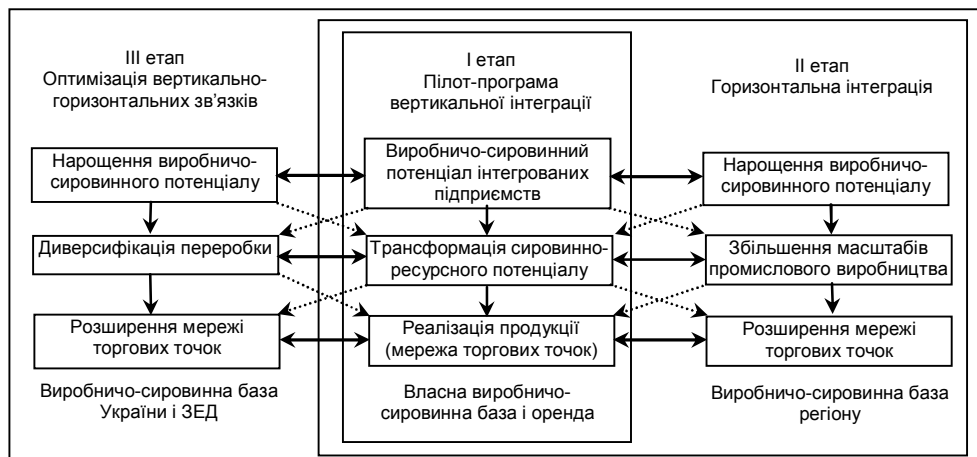 III етап
Оптимізація вертикально-
горизонтальних зв'язків
Нарощення виробничо-
сировинного потенціалу
Диверсифікація переробки
Розширення мережі
торгових точок
Виробничо-сировинна база
України і ЗЕД
I етап
Пілот-програма
вертикальної інтеграції
Виробничо-сировинний
потенціал інтегрованих
підприємств
Трансформація сировинно-
ресурсного потенціалу
Реалізація продукції
(мережа торгових точок)
Власна виробничо-
сировинна база і оренда
II етап
Горизонтальна інтеграція
Нарощення виробничо-
сировинного потенціалу
Збільшення масштабів
промислового виробництва
Розширення мережі
торгових точок
Виробничо-сировинна база
регіону